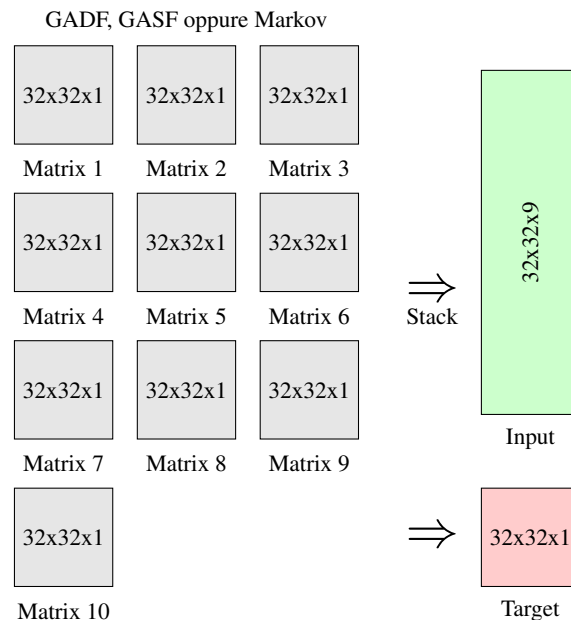 GADF, GASF oppure Markov
32x32x1 32x32x1 32x32x1
Matrix 1 Matrix 2 Matrix 3
32x32x1 32x32x1 32x32x1
Matrix 4 Matrix 5 Matrix 6
32x32x1 32x32x1 32x32x1
Matrix 7 Matrix 8 Matrix 9
32x32x1
Matrix 10
⇒
Stack
32x32x9
Input
⇒
32x32x1
Target